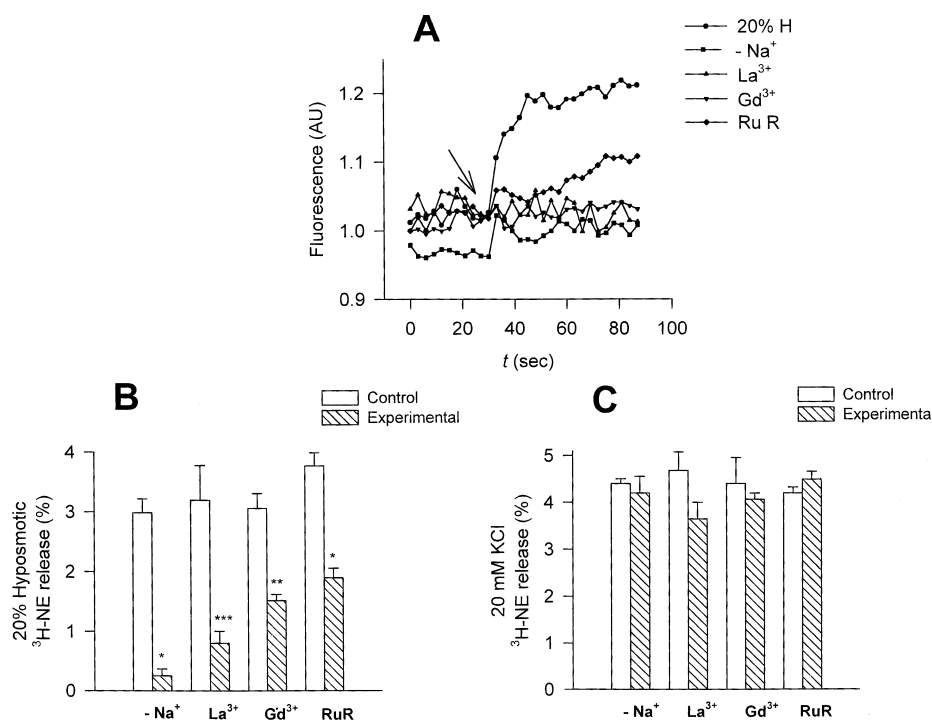 A
20% H
- Na⁺
La³⁺
Gd³⁺
Ru R
Fluorescence (AU)
1.2
1.1
1.0
0.9
0 20 40 60 80 100
t (sec)
B
Control
Experimental
20% Hyposmotic
³H-NE release (%)
4
3
2
1
0
*
***
**
*
- Na⁺ La³⁺ Gd³⁺ RuR
C
Control
Experimenta
20 mM KCl
³H-NE release (%)
5
4
3
2
1
0
- Na⁺ La³⁺ Gd³⁺ RuR